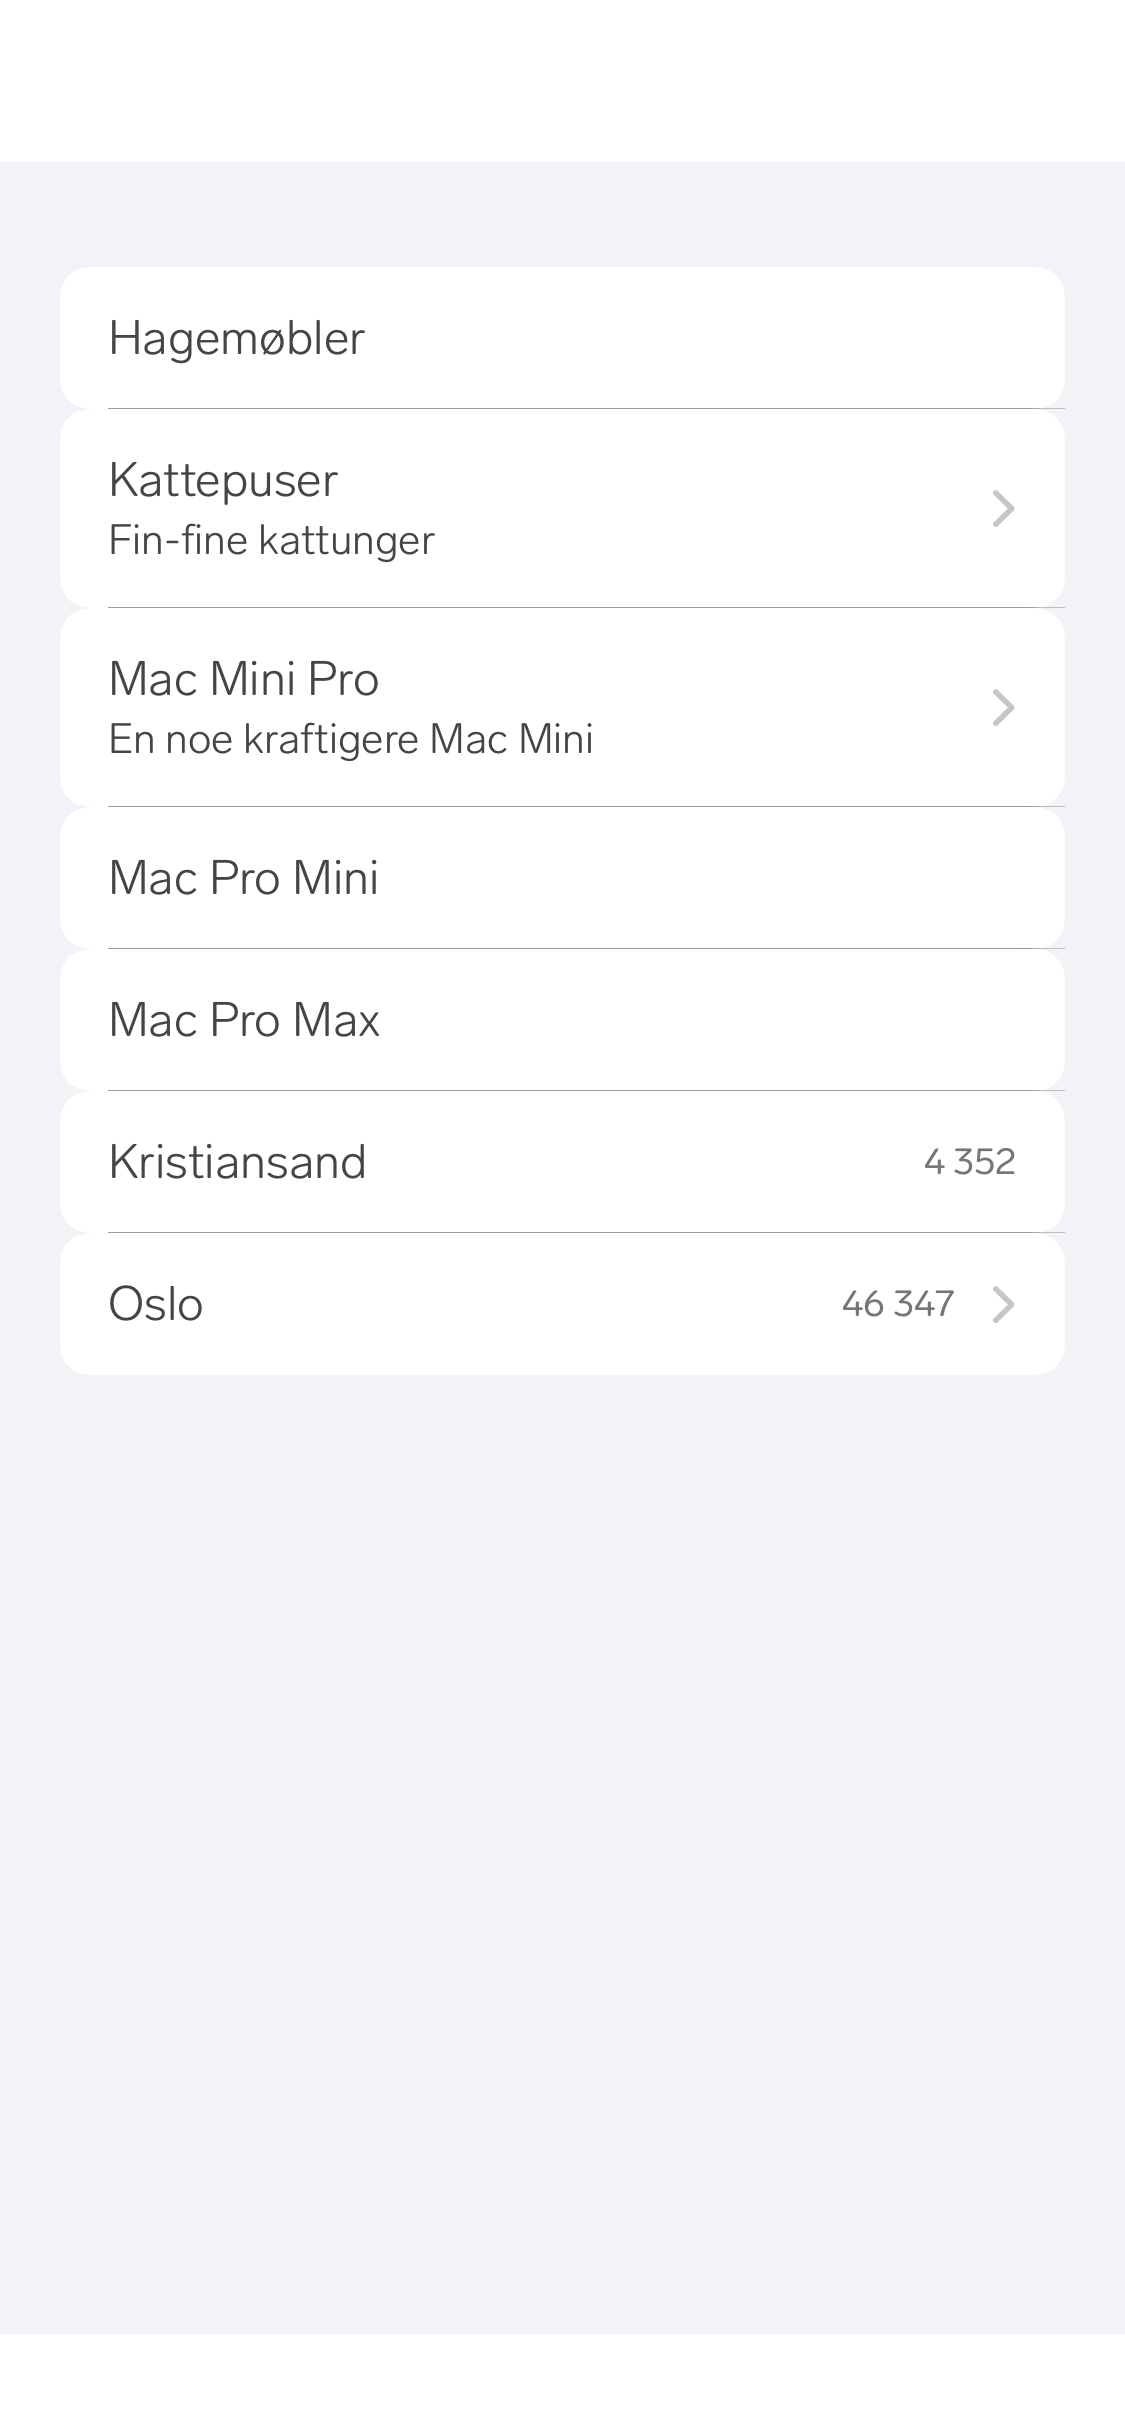 Hagemøbler
Kattepuser
Fin-fine kattunger
Mac Mini Pro
En noe kraftigere Mac Mini
Mac Pro Mini
Mac Pro Max
Kristiansand 4 352
Oslo 46 347